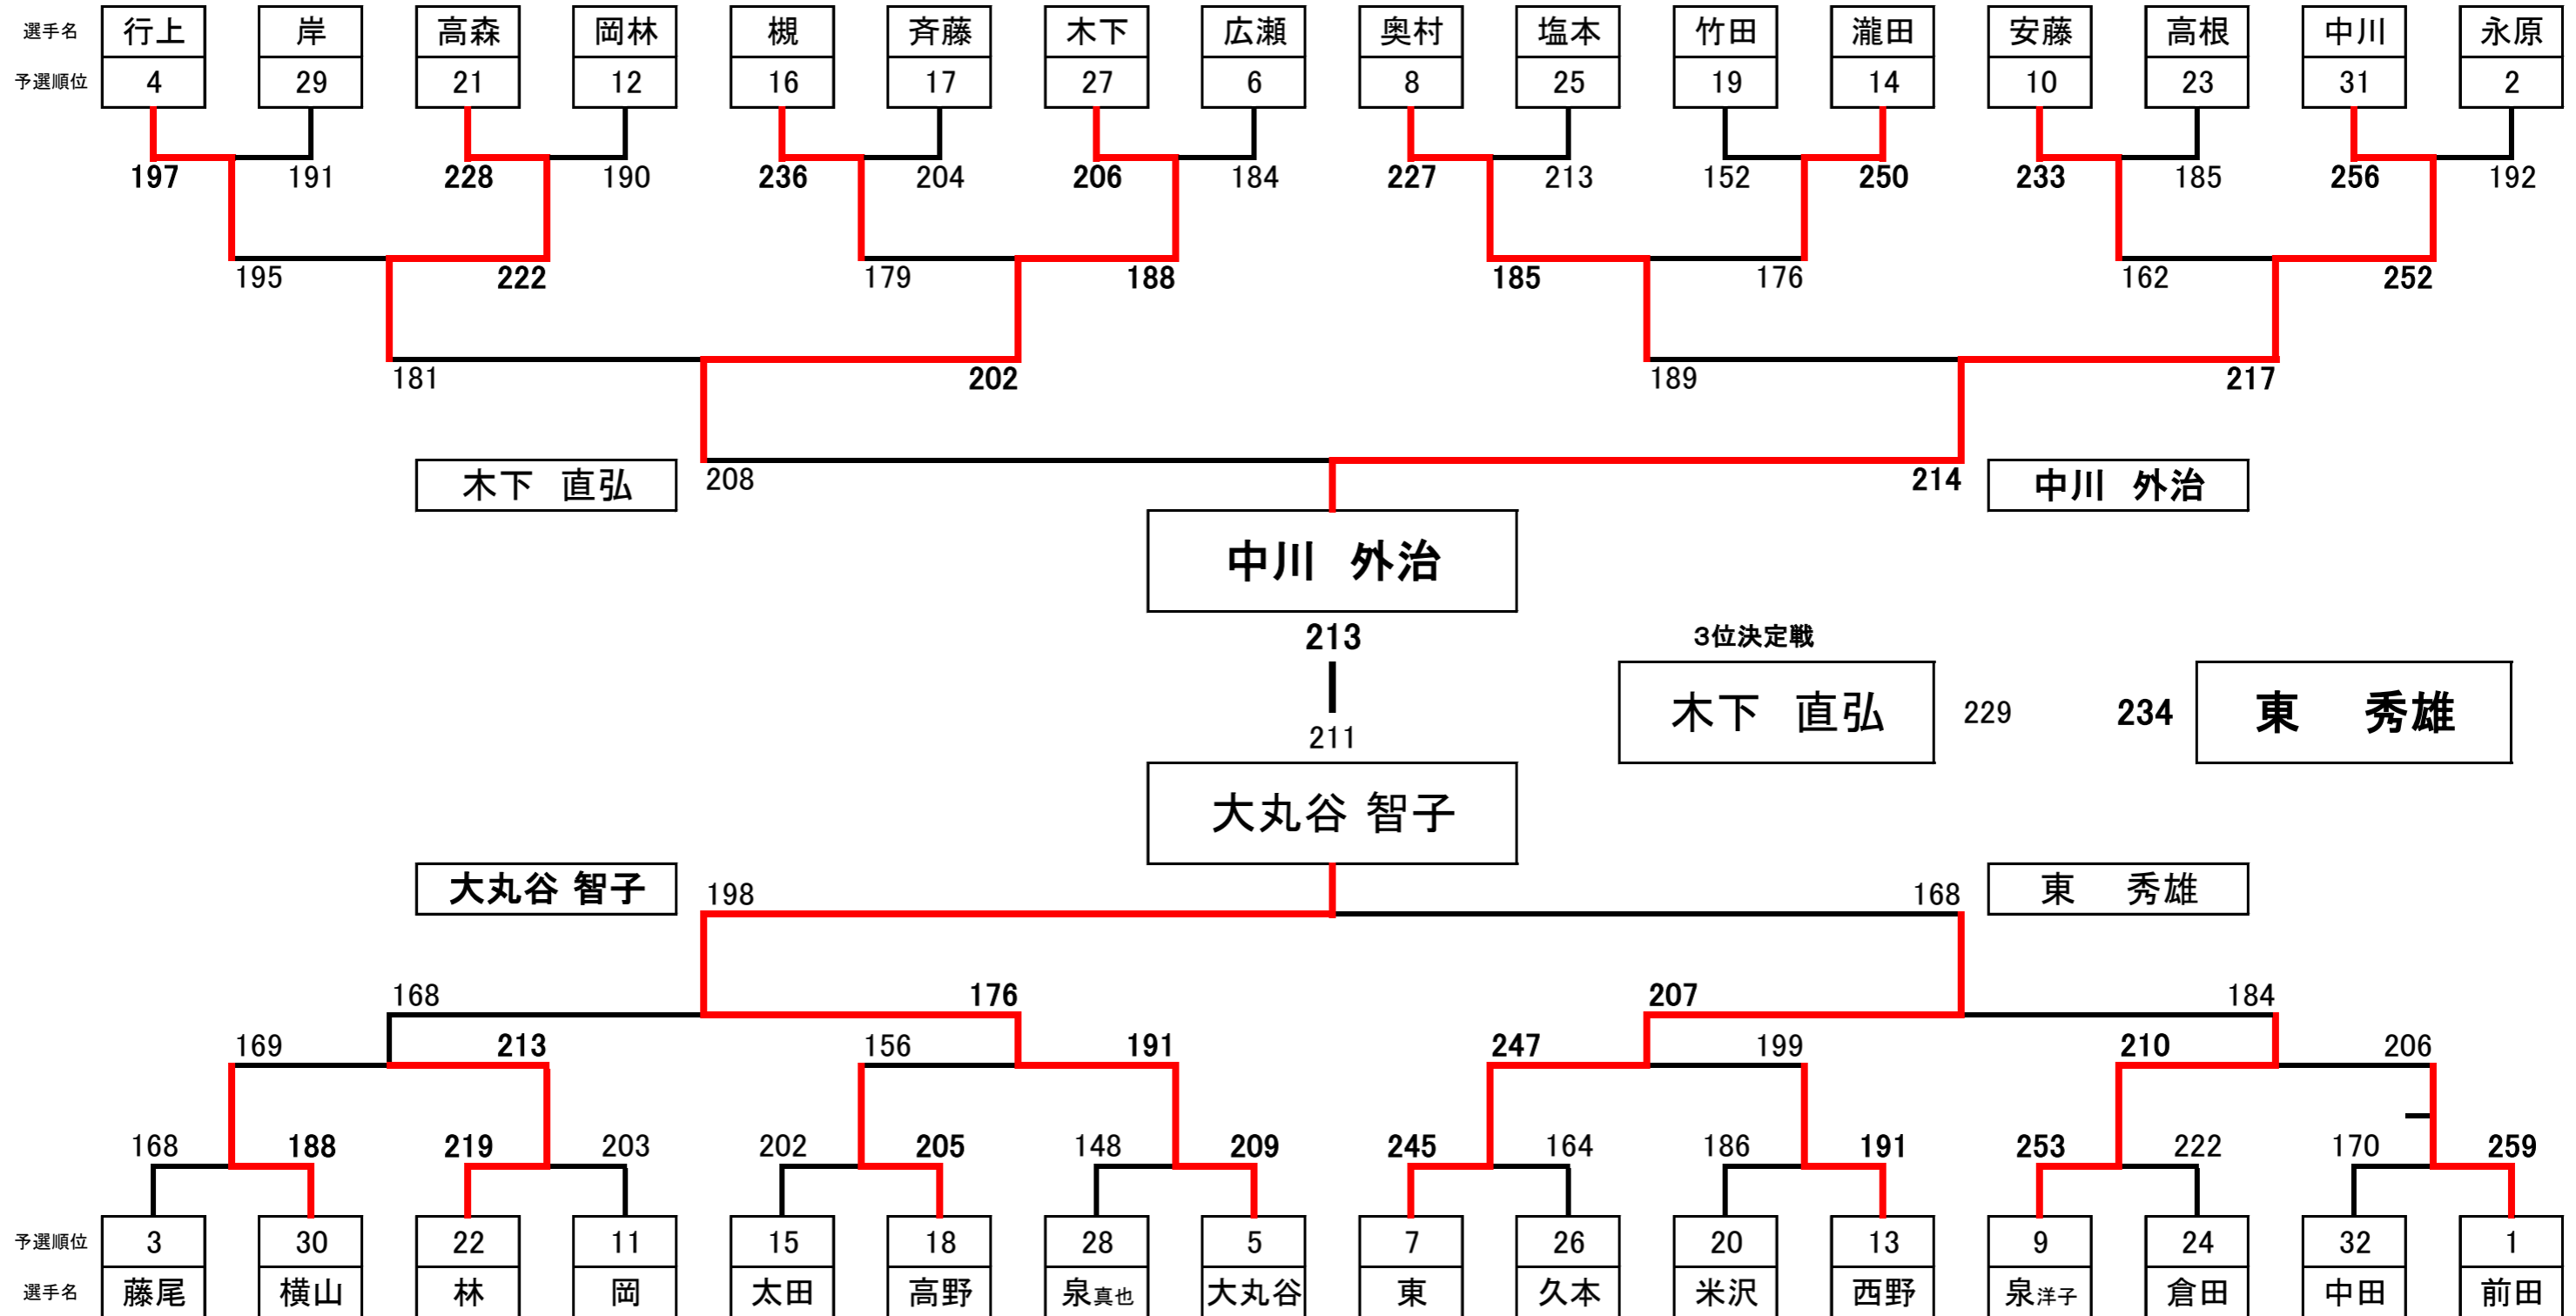 選手名 行上 岸 高森 岡林 槻 斉藤 木下 広瀬 奥村 塩本 竹田 瀧田 安藤 高根 中川 永原
予選順位 4 29 21 12 16 17 27 6 8 25 19 14 10 23 31 2
197 191 228 190 236 204 206 184 227 213 152 250 233 185 256 192
195 222 179 188 185 176 162 252
181 202 189 217
木下 直弘 208 214 中川 外治
中川 外治
213
3位決定戦
木下 直弘 229 234 東 秀雄
211
大丸谷 智子
大丸谷 智子 198 168 東 秀雄
168 176 207 184
169 213 156 191 247 199 210 206
168 188 219 203 202 205 148 209 245 164 186 191 253 222 170 259
予選順位 3 30 22 11 15 18 28 5 7 26 20 13 9 24 32 1
選手名 藤尾 横山 林 岡 太田 高野 泉真也 大丸谷 東 久本 米沢 西野 泉洋子 倉田 中田 前田